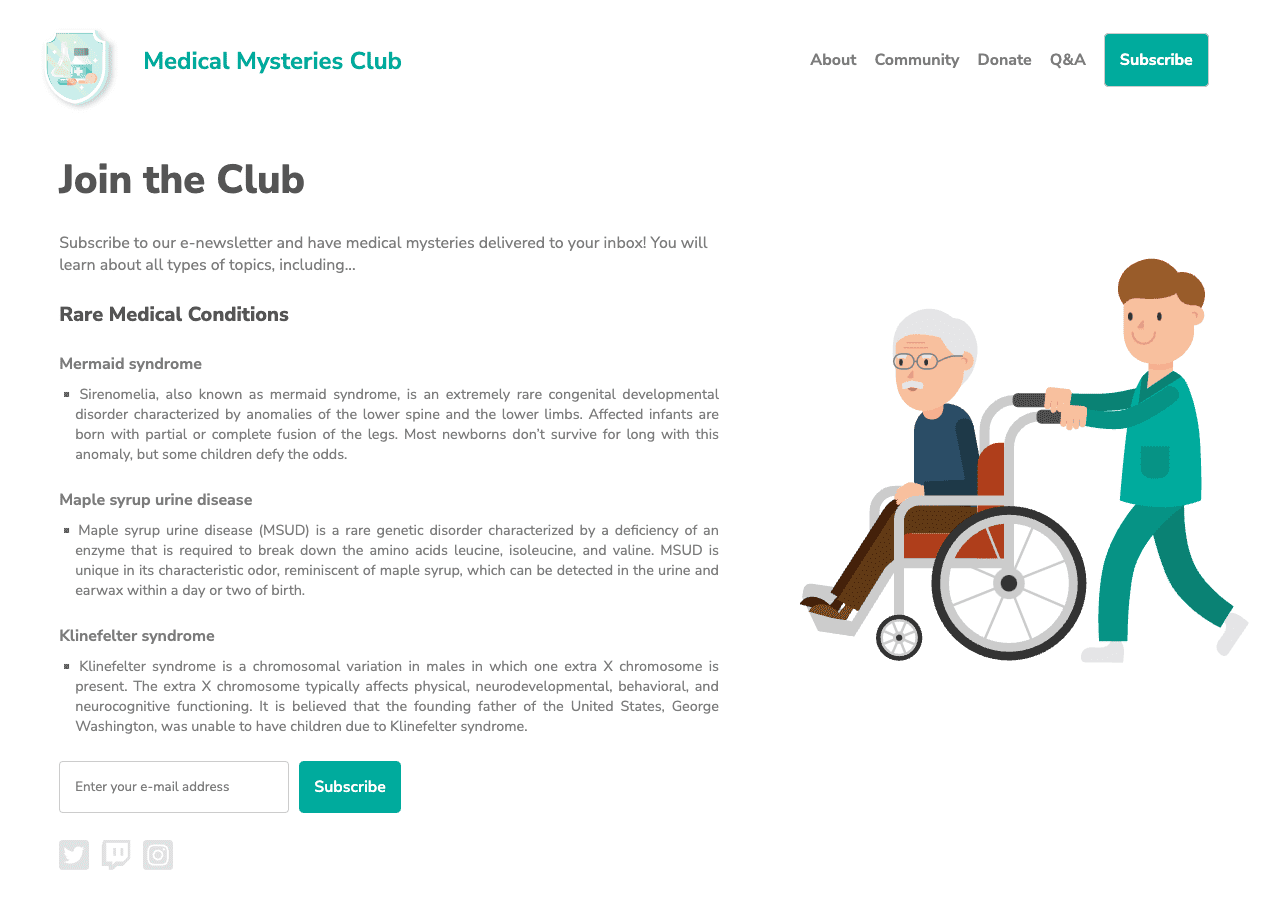 Medical Mysteries Club
About Community Donate Q&A Subscribe
Join the Club
Subscribe to our e-newsletter and have medical mysteries delivered to your inbox! You will
learn about all types of topics, including...
Rare Medical Conditions
Mermaid syndrome
▪ Sirenomelia, also known as mermaid syndrome, is an extremely rare congenital developmental
disorder characterized by anomalies of the lower spine and the lower limbs. Affected infants are
born with partial or complete fusion of the legs. Most newborns don't survive for long with this
anomaly, but some children defy the odds.
Maple syrup urine disease
▪ Maple syrup urine disease (MSUD) is a rare genetic disorder characterized by a deficiency of an
enzyme that is required to break down the amino acids leucine, isoleucine, and valine. MSUD is
unique in its characteristic odor, reminiscent of maple syrup, which can be detected in the urine and
earwax within a day or two of birth.
Klinefelter syndrome
▪ Klinefelter syndrome is a chromosomal variation in males in which one extra X chromosome is
present. The extra X chromosome typically affects physical, neurodevelopmental, behavioral, and
neurocognitive functioning. It is believed that the founding father of the United States, George
Washington, was unable to have children due to Klinefelter syndrome.
Enter your e-mail address Subscribe